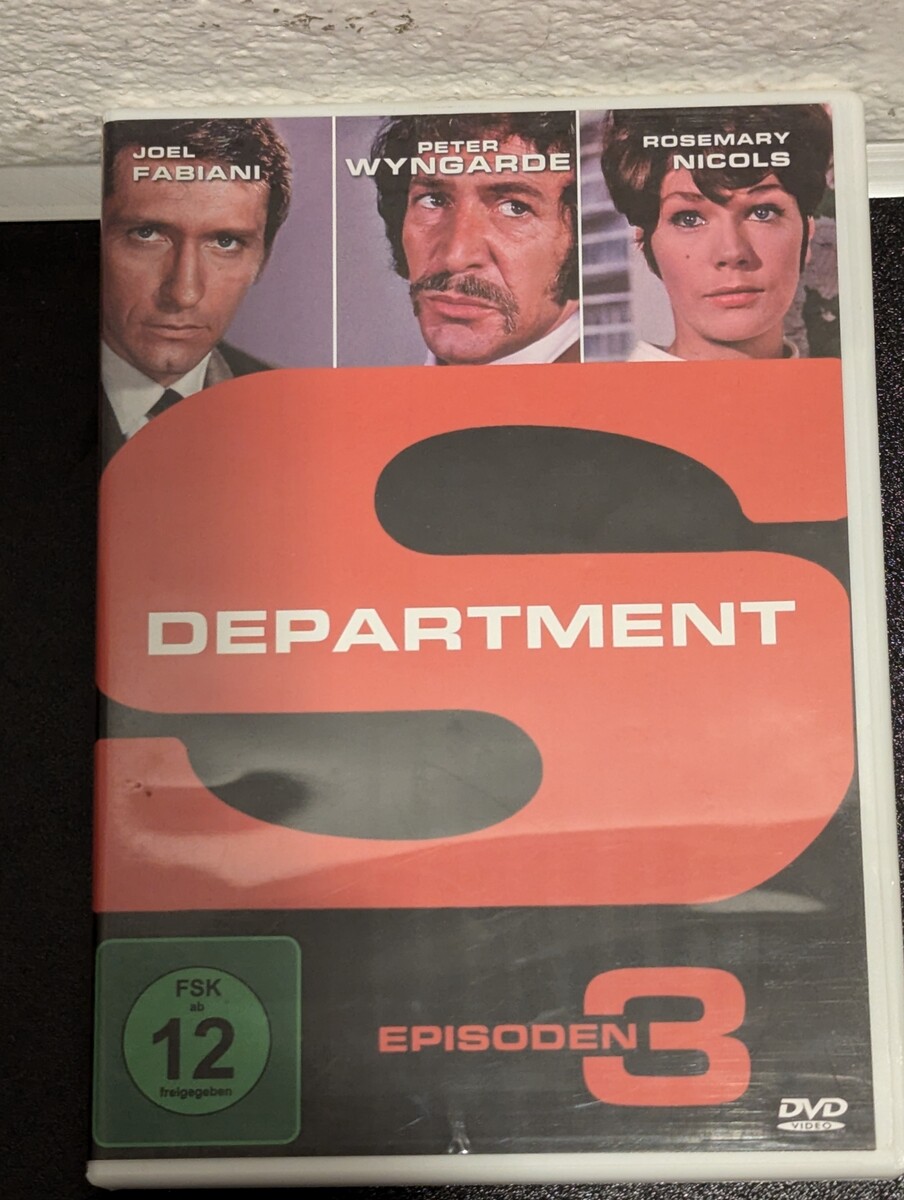 JOEL
FABIANI
PETER
WYNGARDE
ROSEMARY
NICOLS
S
DEPARTMENT
EPISODEN 3
FSK
ab
12
freigegeben
DVD
VIDEO